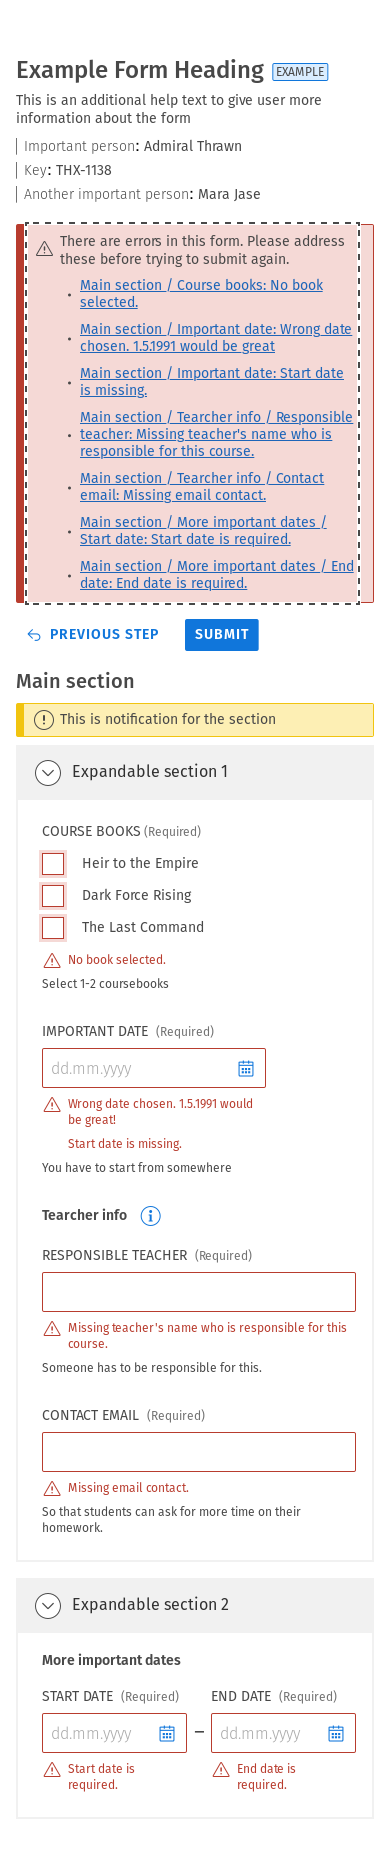 Example Form Heading EXAMPLE
This is an additional help text to give user more
information about the form
Important person: Admiral Thrawn
Key: THX-1138
Another important person: Mara Jase
There are errors in this form. Please address
these before trying to submit again.
• Main section / Course books: No book
selected.
• Main section / Important date: Wrong date
chosen. 1.5.1991 would be great
• Main section / Important date: Start date
is missing.
• Main section / Tearcher info / Responsible
teacher: Missing teacher's name who is
responsible for this course.
• Main section / Tearcher info / Contact
email: Missing email contact.
• Main section / More important dates /
Start date: Start date is required.
• Main section / More important dates / End
date: End date is required.
PREVIOUS STEP SUBMIT
Main section
This is notification for the section
Expandable section 1
COURSE BOOKS (Required)
Heir to the Empire
Dark Force Rising
The Last Command
No book selected.
Select 1-2 coursebooks
IMPORTANT DATE (Required)
dd.mm.yyyy
Wrong date chosen. 1.5.1991 would
be great!
Start date is missing.
You have to start from somewhere
Tearcher info
RESPONSIBLE TEACHER (Required)
Missing teacher's name who is responsible for this
course.
Someone has to be responsible for this.
CONTACT EMAIL (Required)
Missing email contact.
So that students can ask for more time on their
homework.
Expandable section 2
More important dates
START DATE (Required) END DATE (Required)
dd.mm.yyyy – dd.mm.yyyy
Start date is End date is
required. required.